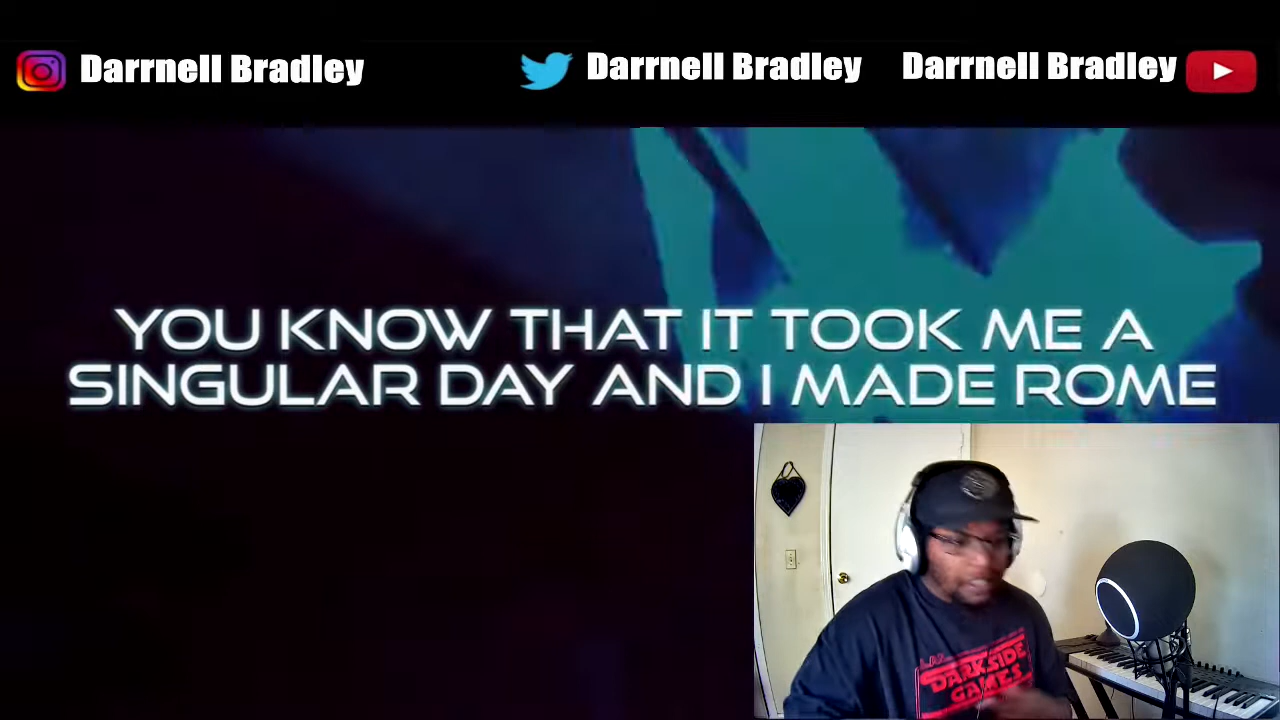 Darrnell Bradley
Darrnell Bradley
Darrnell Bradley
YOU KNOW THAT IT TOOK ME A
SINGULAR DAY AND I MADE ROME
DARKSIDE
GAMES